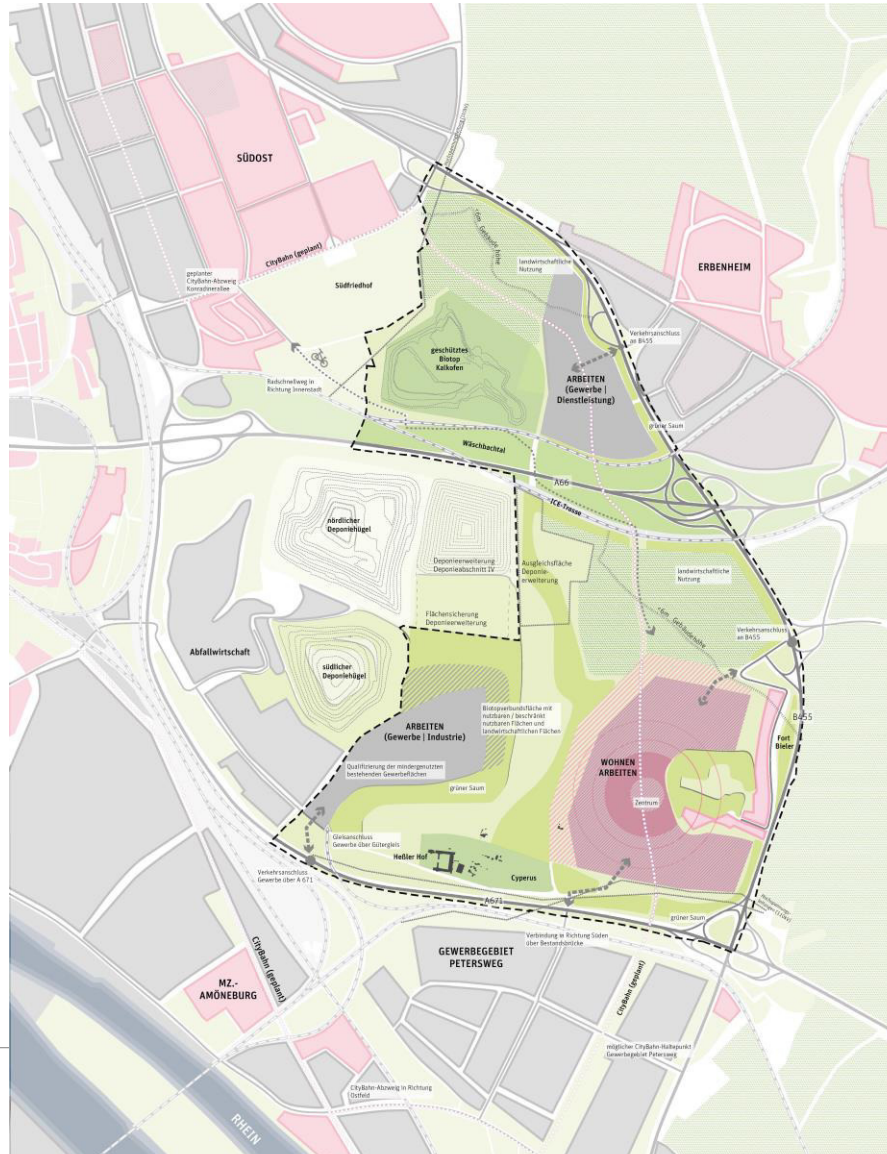 SÜDOST
CityBahn (geplant)
geplanter
CityBahn-Abzweig
Konradinerallee
Südfriedhof
+6m Gebäudehöhe
landwirtschaftliche
Nutzung
ERBENHEIM
Verkehrsanschluss
an B455
geschütztes
Biotop
Kalkofen
ARBEITEN
(Gewerbe |
Dienstleistung)
Radschnellweg in
Richtung Innenstadt
grüner Saum
Wäschbachtal
A66
ICE-Trasse
nördlicher
Deponiehügel
Deponieerweiterung
Deponieabschnitt IV
Ausgleichsfläche
Deponie-
erweiterung
landwirtschaftliche
Nutzung
Flächensicherung
Deponieerweiterung
+6m Gebäudehöhe
Verkehrsanschluss
an B455
Abfallwirtschaft
südlicher
Deponiehügel
B455
Biotopverbundsfläche mit
nutzbaren / beschränkt
nutzbaren Flächen und
landwirtschaftlichen Flächen
ARBEITEN
(Gewerbe | Industrie)
Fort
Bieler
WOHNEN
ARBEITEN
Qualifizierung der mindergenutzten
bestehenden Gewerbeflächen
grüner Saum
Zentrum
Gleisanschluss
Gewerbe über Gütergleis
Heßler Hof
Cyperus
Verkehrsanschluss
Gewerbe über A 671
A671
grüner Saum
Verbindung in Richtung Süden
über Bestandsbrücke
GEWERBEGEBIET
PETERSWEG
MZ.-
AMÖNEBURG
CityBahn (geplant)
CityBahn (geplant)
möglicher CityBahn-Haltepunkt
Gewerbegebiet Petersweg
CityBahn-Abzweig in Richtung
Ostfeld
RHEIN